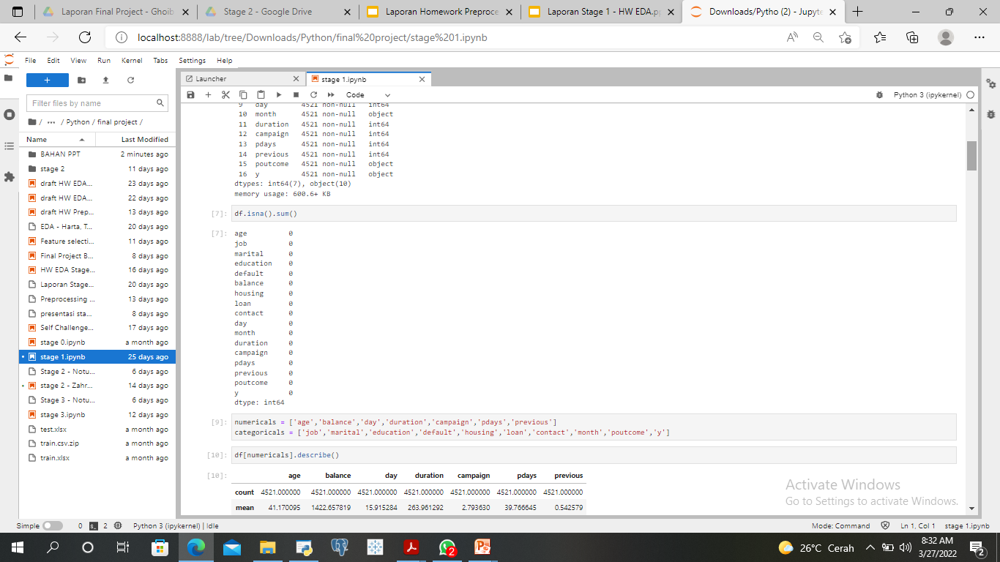 Laporan Final Project - Ghoib
Stage 2 - Google Drive
Laporan Homework Preproce
Laporan Stage 1 - HW EDA.pp
Downloads/Pytho (2) - Jupyte
localhost:8888/lab/tree/Downloads/Python/final%20project/stage%201.ipynb
File Edit View Run Kernel Tabs Settings Help
Launcher
stage 1.ipynb
Code
Python 3 (ipykernel)
Filter files by name
/ ... / Python / final project /
Name Last Modified
BAHAN PPT 2 minutes ago
stage 2 11 days ago
draft HW EDA... 23 days ago
draft HW EDA... 22 days ago
draft HW Prep... 13 days ago
EDA - Harta, T... 20 days ago
Feature selecti... 11 days ago
Final Project B... 8 days ago
HW EDA Stage... 16 days ago
Laporan Stage... 20 days ago
Preprocessing ... 13 days ago
presentasi sta... 8 days ago
Self Challenge... 17 days ago
stage 0.ipynb a month ago
stage 1.ipynb 25 days ago
Stage 2 - Notu... 6 days ago
stage 2 - Zahr... 14 days ago
Stage 3 - Notu... 6 days ago
stage 3.ipynb 12 days ago
test.xlsx a month ago
train.csv.zip a month ago
train.xlsx a month ago
9 day 4521 non-null int64
10 month 4521 non-null object
11 duration 4521 non-null int64
12 campaign 4521 non-null int64
13 pdays 4521 non-null int64
14 previous 4521 non-null int64
15 poutcome 4521 non-null object
16 y 4521 non-null object
dtypes: int64(7), object(10)
memory usage: 600.6+ KB
[7]: df.isna().sum()
[7]: age 0
job 0
marital 0
education 0
default 0
balance 0
housing 0
loan 0
contact 0
day 0
month 0
duration 0
campaign 0
pdays 0
previous 0
poutcome 0
y 0
dtype: int64
[9]: numericals = ['age','balance','day','duration','campaign','pdays','previous']
categoricals = ['job','marital','education','default','housing','loan','contact','month','poutcome','y']
[10]: df[numericals].describe()
[10]: age balance day duration campaign pdays previous
count 4521.000000 4521.000000 4521.000000 4521.000000 4521.000000 4521.000000 4521.000000
mean 41.170095 1422.657819 15.915284 263.961292 2.793630 39.766645 0.542579
Activate Windows
Go to Settings to activate Windows.
Simple 0 2 Python 3 (ipykernel) | Idle Mode: Command Ln 1, Col 1 stage 1.ipynb
2
26°C Cerah
8:32 AM
3/27/2022
2